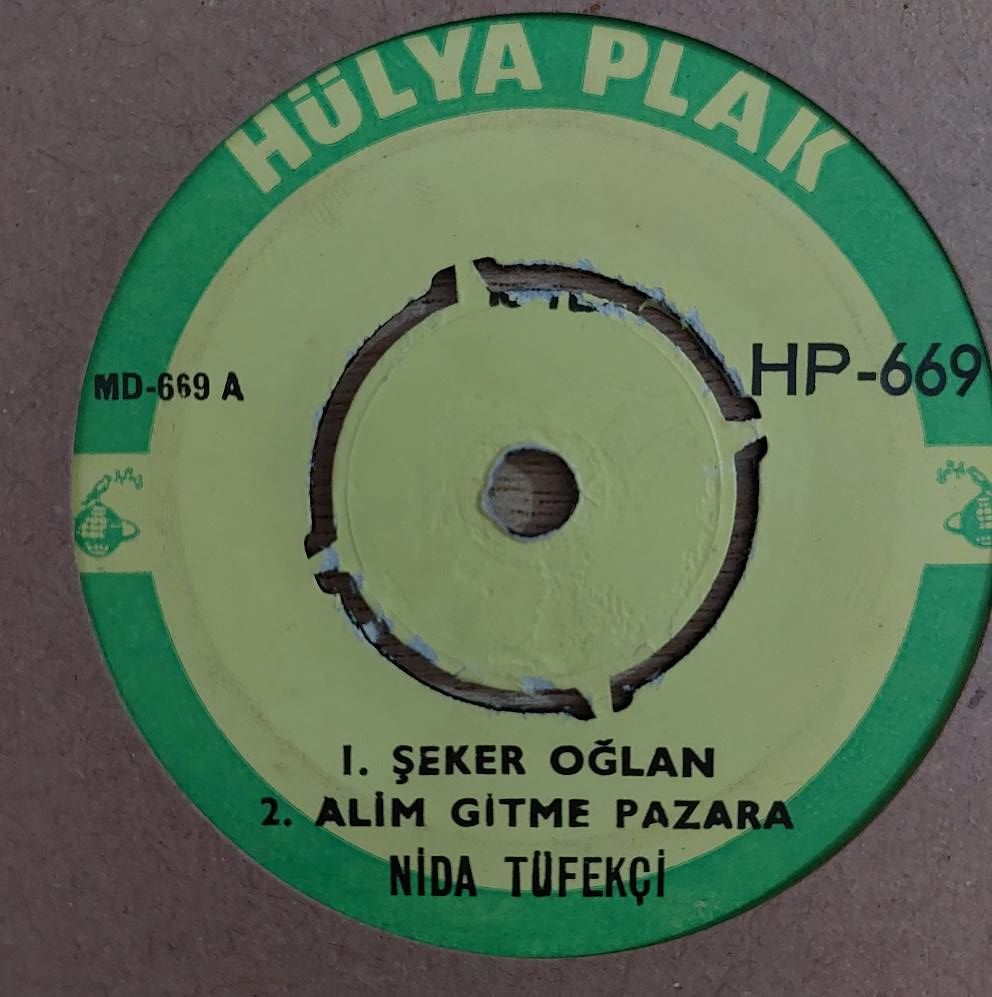 HÜLYA PLAK
MD-669 A
HP-669
1. ŞEKER OĞLAN
2. ALİM GİTME PAZARA
NİDA TÜFEKÇİ